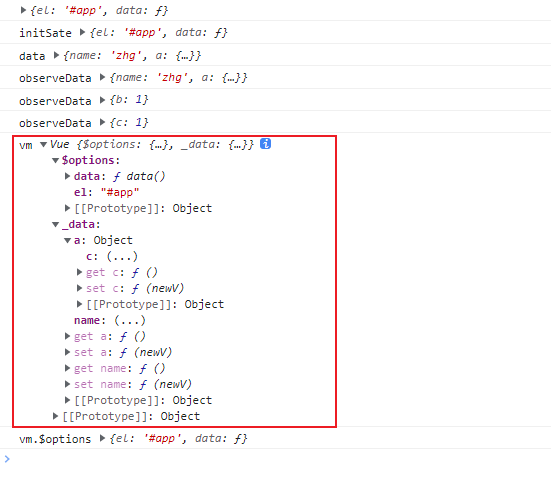 {el: '#app', data: ƒ}
initSate {el: '#app', data: ƒ}
data {name: 'zhg', a: {…}}
observeData {name: 'zhg', a: {…}}
observeData {b: 1}
observeData {c: 1}
vm Vue {$options: {…}, _data: {…}} i
$options:
data: ƒ data()
el: "#app"
[[Prototype]]: Object
_data:
a: Object
c: (...)
get c: ƒ ()
set c: ƒ (newV)
[[Prototype]]: Object
name: (...)
get a: ƒ ()
set a: ƒ (newV)
get name: ƒ ()
set name: ƒ (newV)
[[Prototype]]: Object
[[Prototype]]: Object
vm.$options {el: '#app', data: ƒ}